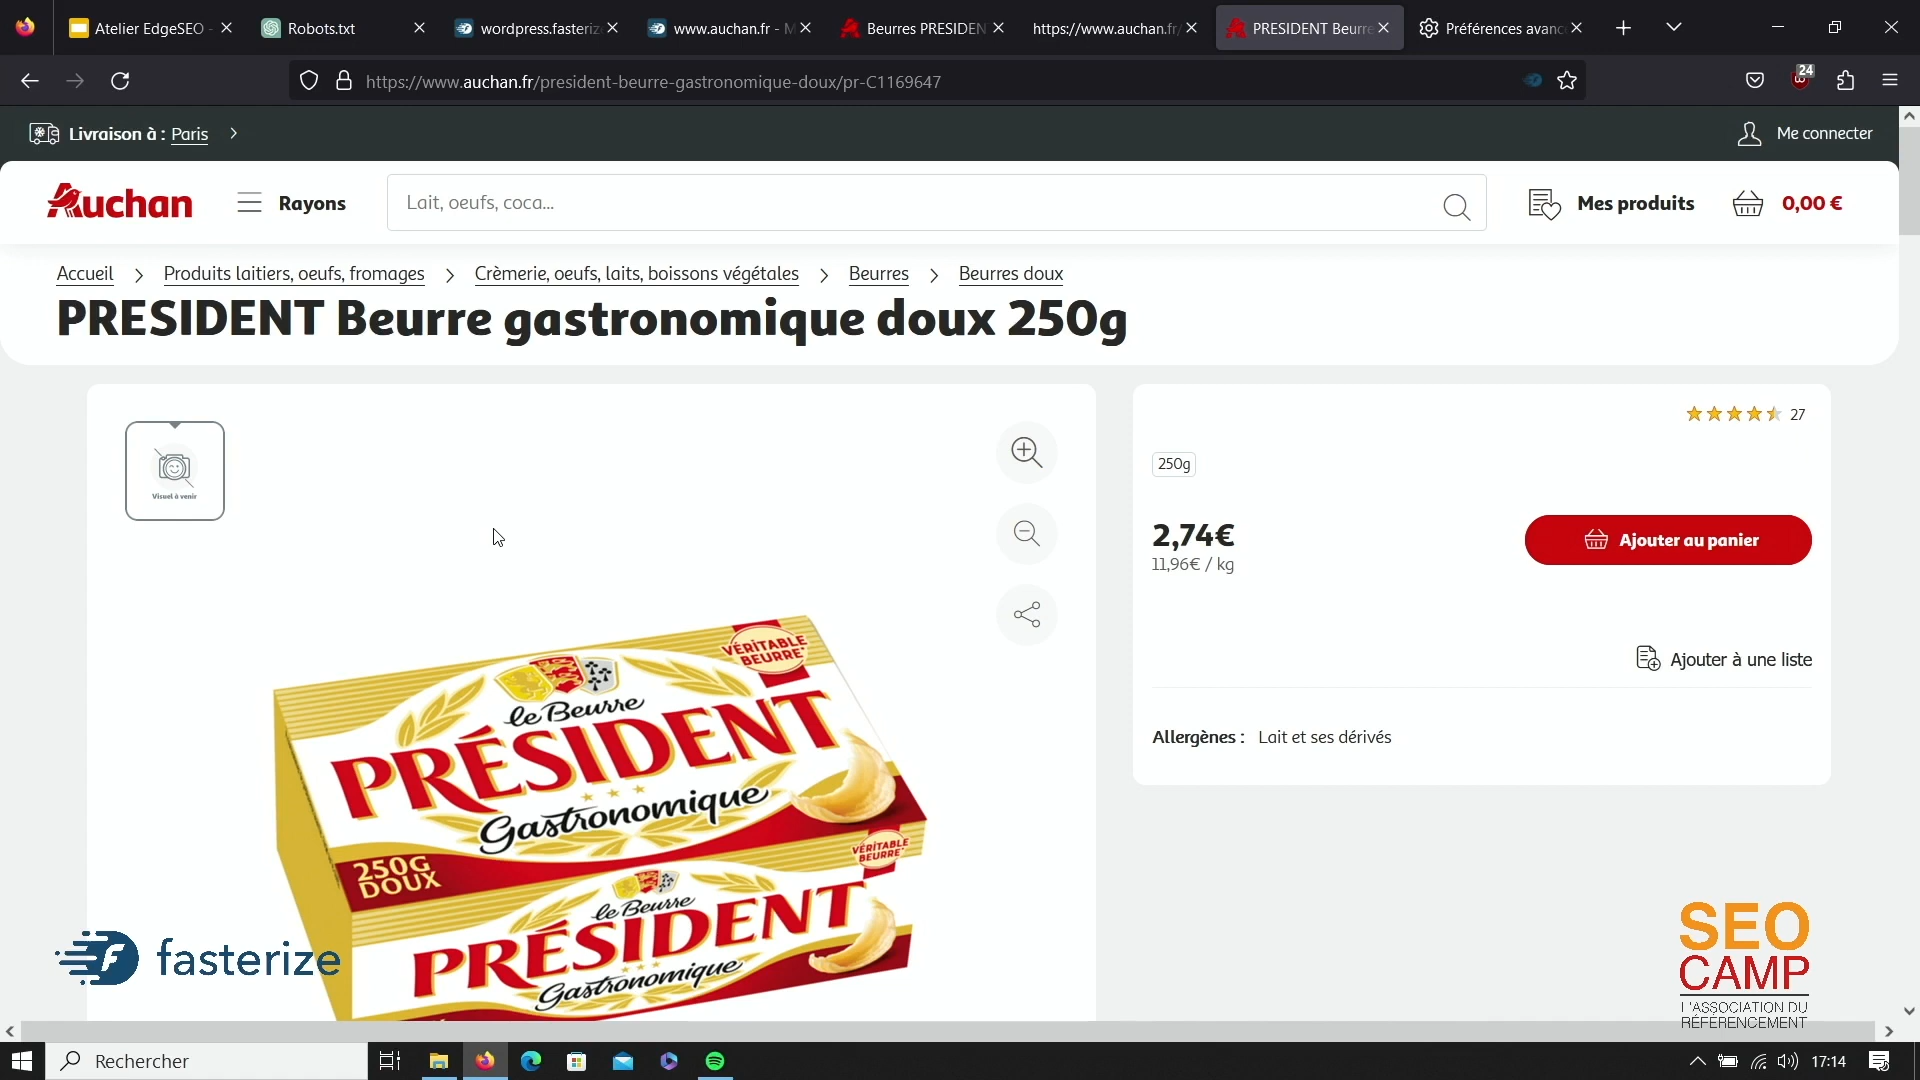 Atelier EdgeSEO -
Robots.txt
wordpress.fasteriz
www.auchan.fr - M
Beurres PRESIDEN
https://www.auchan.fr/
PRESIDENT Beurre
Préférences avanc
https://www.auchan.fr/president-beurre-gastronomique-doux/pr-C1169647
24
Livraison à : Paris
Me connecter
Auchan
Rayons
Lait, oeufs, coca...
Mes produits
0,00 €
Accueil > Produits laitiers, oeufs, fromages > Crèmerie, oeufs, laits, boissons végétales > Beurres > Beurres doux
PRESIDENT Beurre gastronomique doux 250g
Visuel à venir
27
250g
2,74€
11,96€ / kg
Ajouter au panier
Ajouter à une liste
Allergènes : Lait et ses dérivés
VÉRITABLE
BEURRE*
le Beurre
PRÉSIDENT
Gastronomique
250G
DOUX
VÉRITABLE
BEURRE*
le Beurre
PRÉSIDENT
Gastronomique
fasterize
SEO
CAMP
L'ASSOCIATION DU
RÉFÉRENCEMENT
Rechercher
17:14